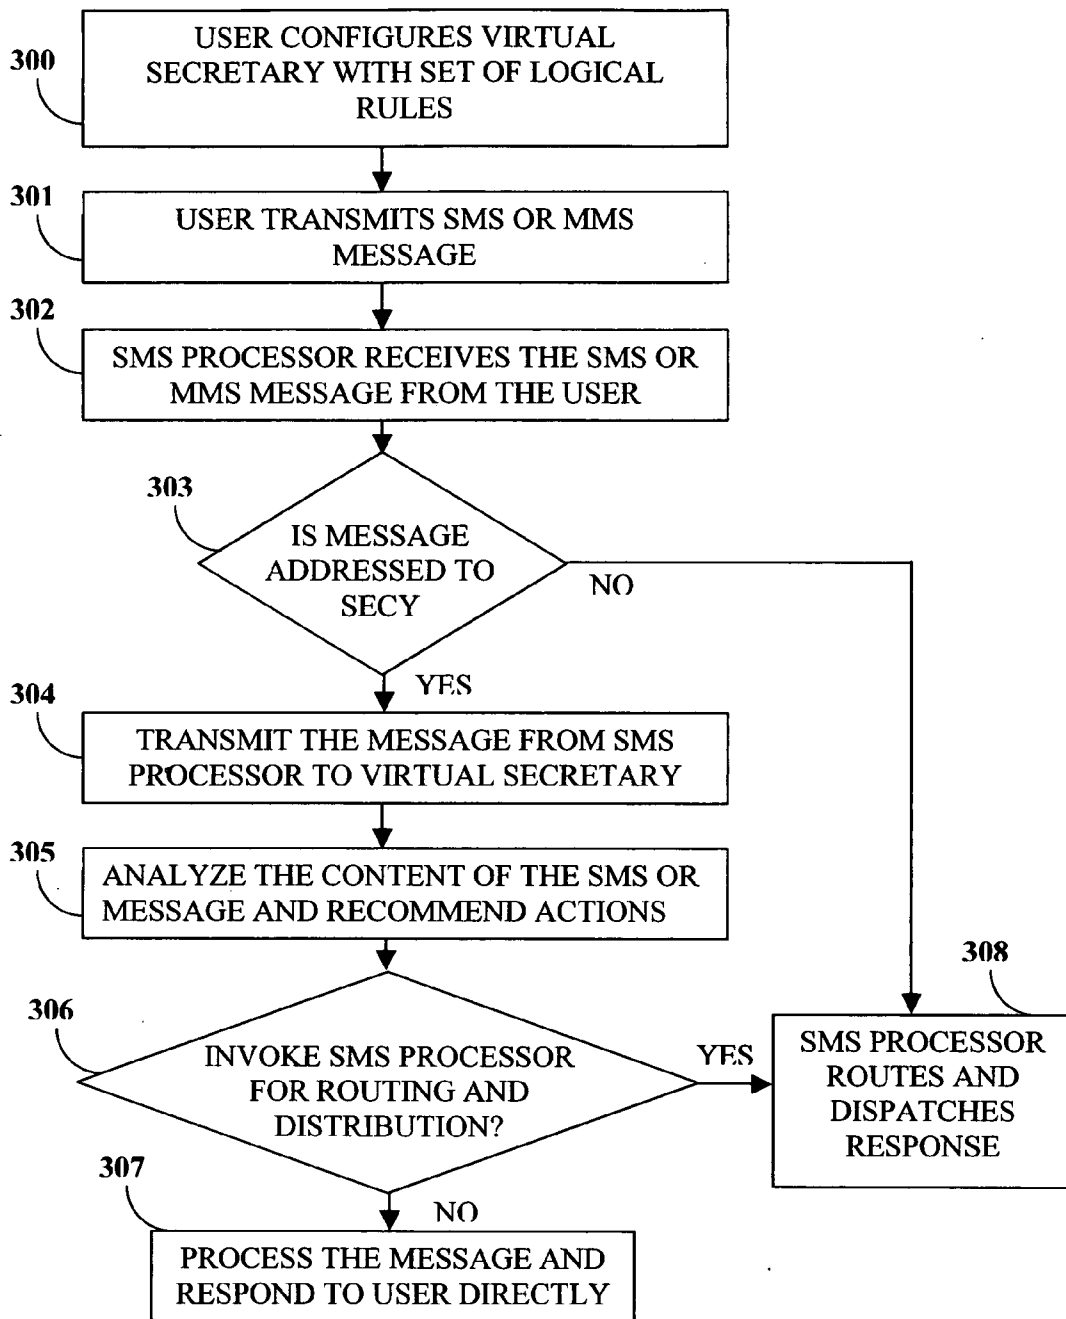 300
USER CONFIGURES VIRTUAL
SECRETARY WITH SET OF LOGICAL
RULES
301
USER TRANSMITS SMS OR MMS
MESSAGE
302
SMS PROCESSOR RECEIVES THE SMS OR
MMS MESSAGE FROM THE USER
303
IS MESSAGE
ADDRESSED TO
SECY
NO
YES
304
TRANSMIT THE MESSAGE FROM SMS
PROCESSOR TO VIRTUAL SECRETARY
305
ANALYZE THE CONTENT OF THE SMS OR
MESSAGE AND RECOMMEND ACTIONS
306
INVOKE SMS PROCESSOR
FOR ROUTING AND
DISTRIBUTION?
YES
308
SMS PROCESSOR
ROUTES AND
DISPATCHES
RESPONSE
NO
307
PROCESS THE MESSAGE AND
RESPOND TO USER DIRECTLY